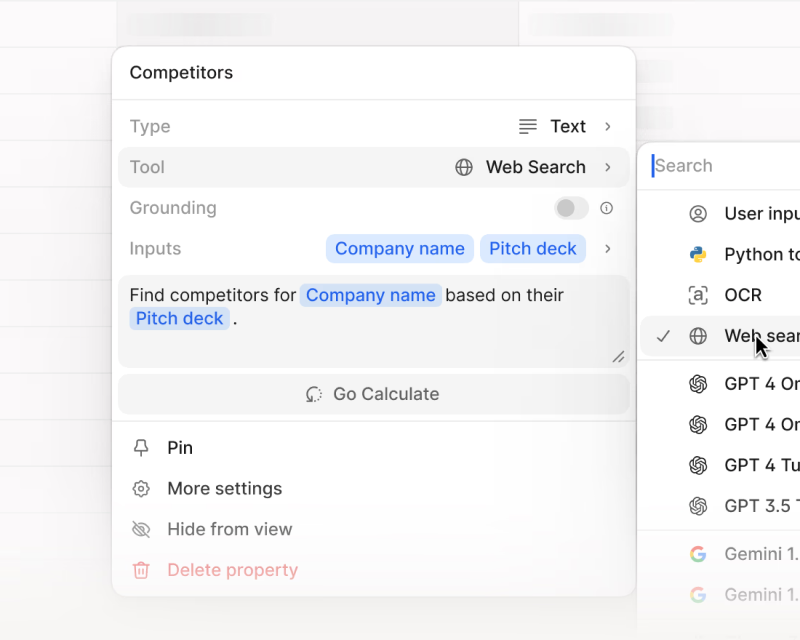 Competitors
Type Text
Tool Web Search
Grounding
Inputs Company name Pitch deck
Find competitors for Company name based on their
Pitch deck .
Go Calculate
Pin
More settings
Hide from view
Delete property
Search
User inpu
Python to
OCR
Web sear
GPT 4 Or
GPT 4 Or
GPT 4 Tu
GPT 3.5 T
Gemini 1.
Gemini 1.